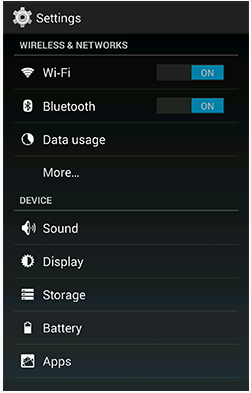 Settings
WIRELESS & NETWORKS
Wi-Fi ON
Bluetooth ON
Data usage
More...
DEVICE
Sound
Display
Storage
Battery
Apps